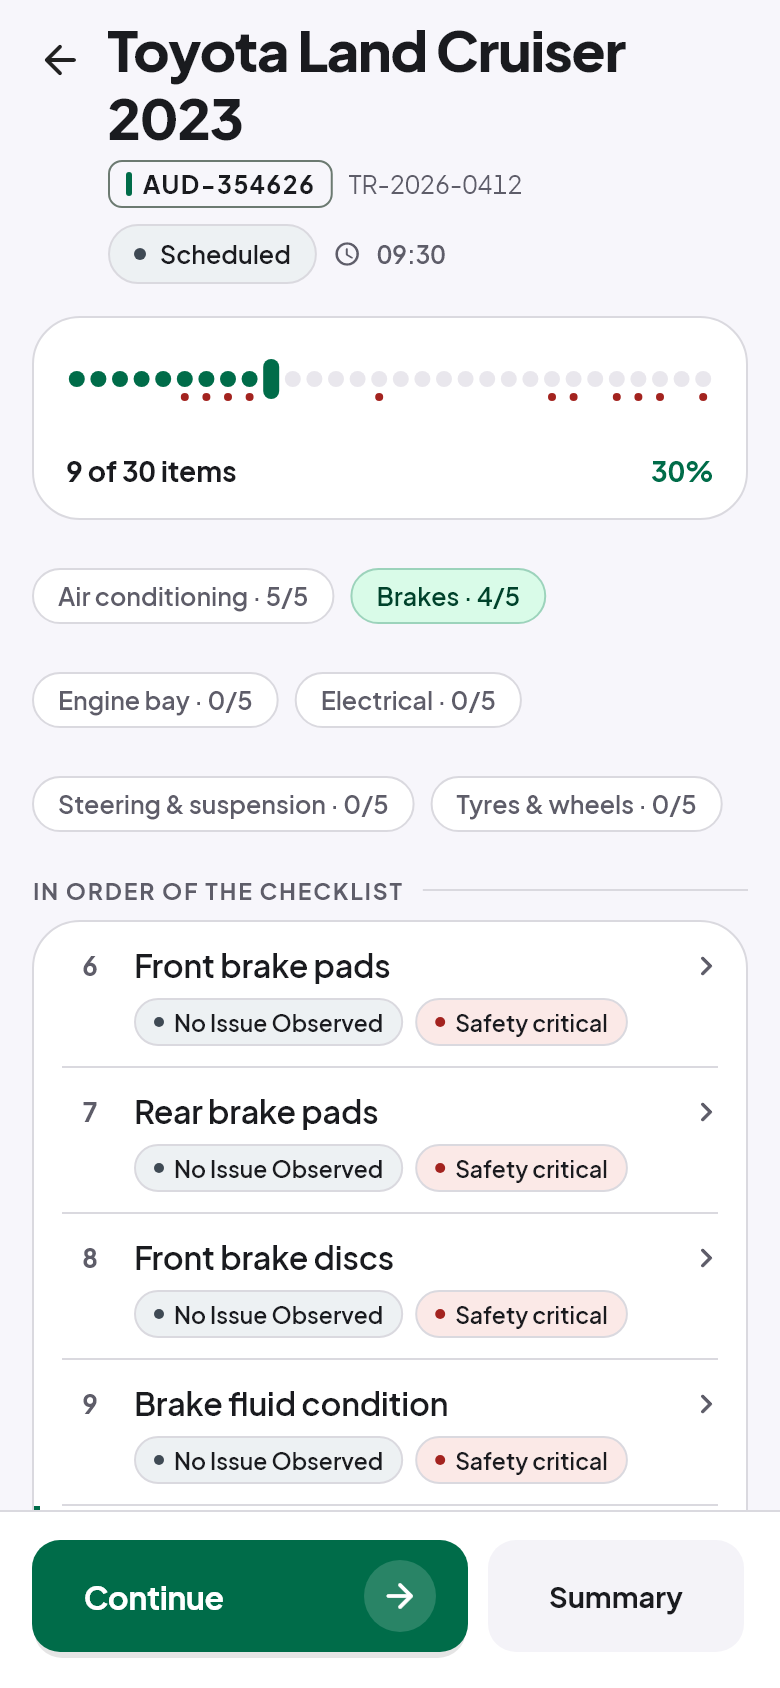 Toyota Land Cruiser
2023
AUD-354626 TR-2026-0412
Scheduled 09:30
9 of 30 items 30%
Air conditioning · 5/5 Brakes · 4/5
Engine bay · 0/5 Electrical · 0/5
Steering & suspension · 0/5 Tyres & wheels · 0/5
IN ORDER OF THE CHECKLIST
6 Front brake pads
No Issue Observed Safety critical
7 Rear brake pads
No Issue Observed Safety critical
8 Front brake discs
No Issue Observed Safety critical
9 Brake fluid condition
No Issue Observed Safety critical
Continue Summary